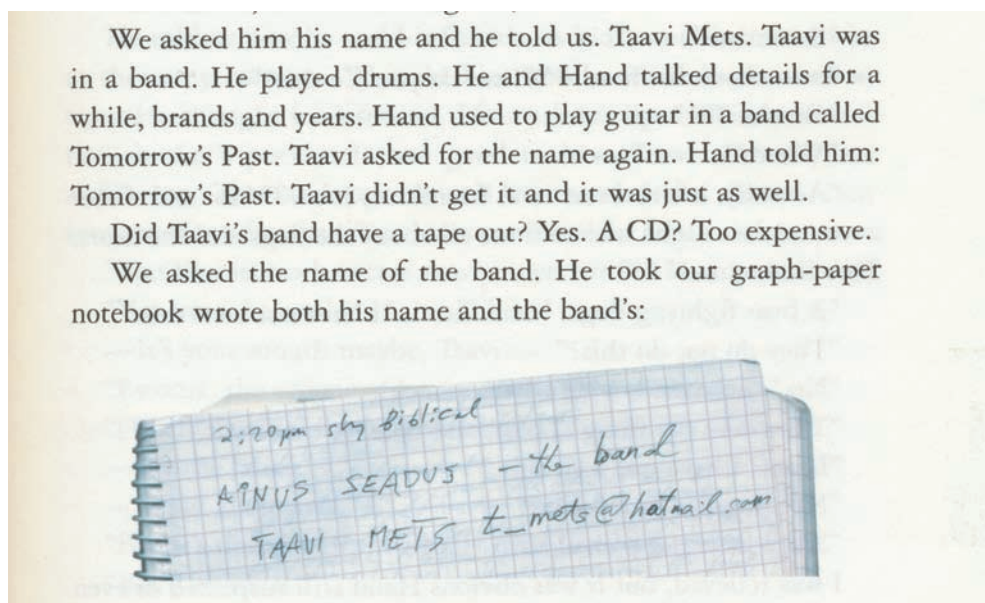 We asked him his name and he told us. Taavi Mets. Taavi was
in a band. He played drums. He and Hand talked details for a
while, brands and years. Hand used to play guitar in a band called
Tomorrow's Past. Taavi asked for the name again. Hand told him:
Tomorrow's Past. Taavi didn't get it and it was just as well.
Did Taavi's band have a tape out? Yes. A CD? Too expensive.
We asked the name of the band. He took our graph-paper
notebook wrote both his name and the band's:
2:20pm sky Biblical
AINUS SEADUS – the band
TAAVI METS t_mets@hotmail.com